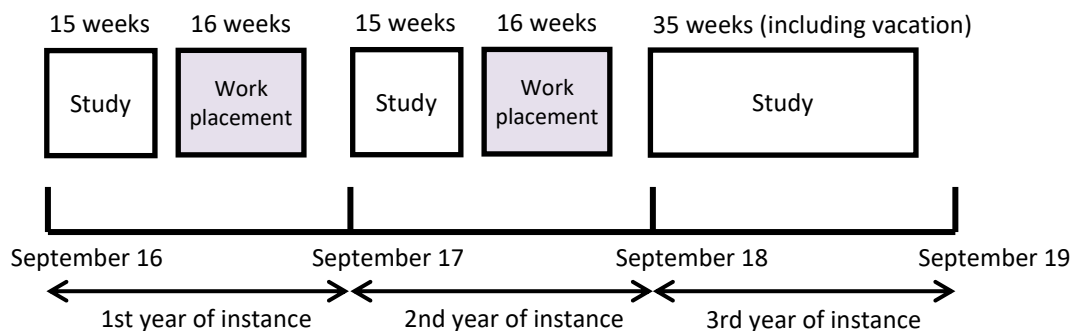 15 weeks 16 weeks 15 weeks 16 weeks 35 weeks (including vacation)
Study
Work
placement
Study
Work
placement
Study
September 16 September 17 September 18 September 19
1st year of instance 2nd year of instance 3rd year of instance